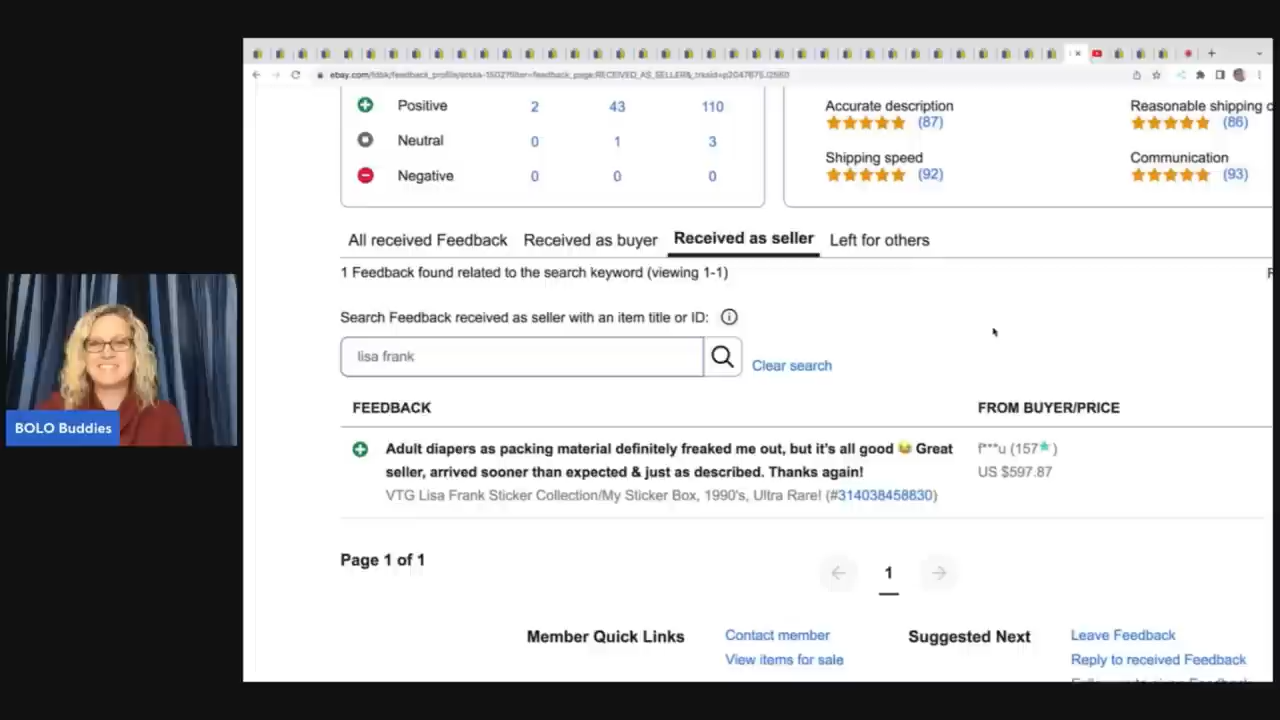 Positive 2 43 110
Neutral 0 1 3
Negative 0 0 0
Accurate description
(87)
Reasonable shipping
(86)
Shipping speed
(92)
Communication
(93)
All received Feedback Received as buyer Received as seller Left for others
1 Feedback found related to the search keyword (viewing 1-1)
Search Feedback received as seller with an item title or ID:
lisa frank
Clear search
FEEDBACK FROM BUYER/PRICE
Adult diapers as packing material definitely freaked me out, but it's all good 😂 Great
seller, arrived sooner than expected & just as described. Thanks again!
VTG Lisa Frank Sticker Collection/My Sticker Box, 1990's, Ultra Rare! (#314038458830)
f***u (157)
US $597.87
Page 1 of 1
1
Member Quick Links
Contact member
View items for sale
Suggested Next
Leave Feedback
Reply to received Feedback
BOLO Buddies